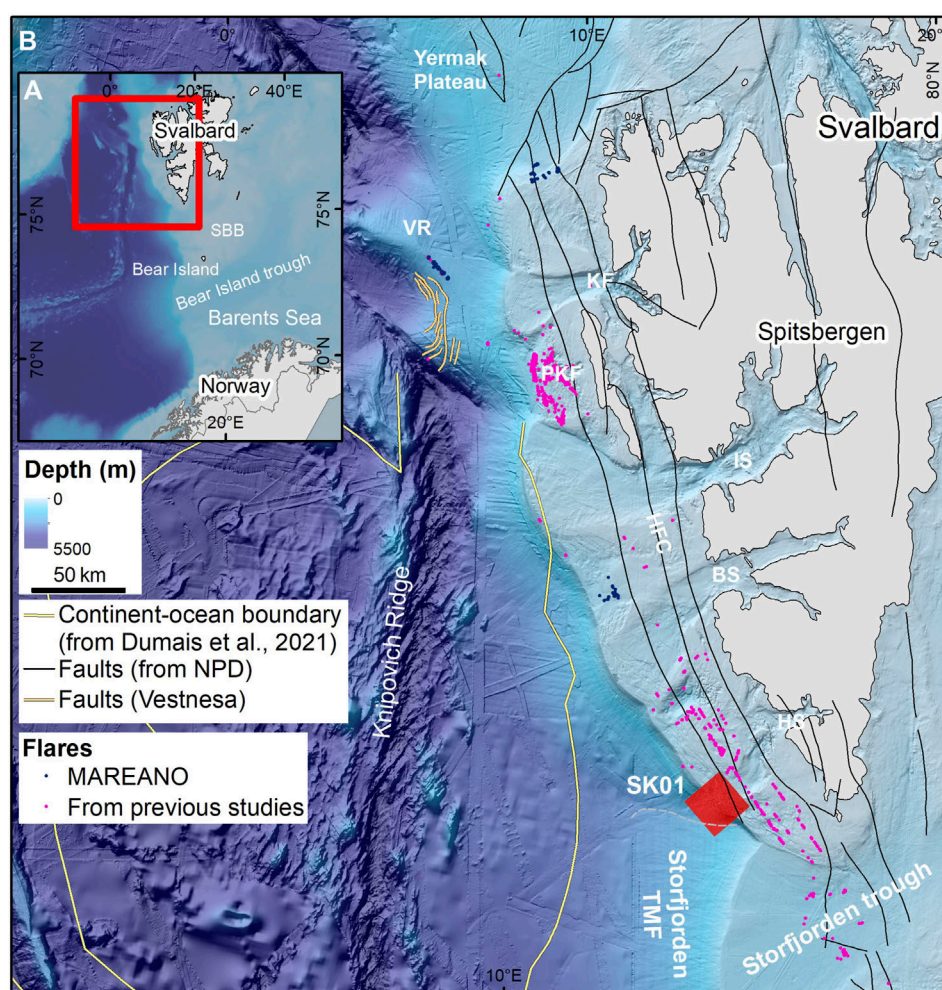 B
0°
10°E
20°
80°N
Yermak
Plateau
Svalbard
A
0°
20°E
40°E
Svalbard
75°N
75°N
SBB
Bear Island
Bear Island trough
Barents Sea
70°N
70°N
Norway
20°E
VR
KF
Spitsbergen
PKF
IS
HFC
BS
HR
Knipovich Ridge
SK01
Storfjorden
TMF
Storfjorden trough
10°E
Depth (m)
0
5500
50 km
Continent-ocean boundary
(from Dumais et al., 2021)
Faults (from NPD)
Faults (Vestnesa)
Flares
MAREANO
From previous studies